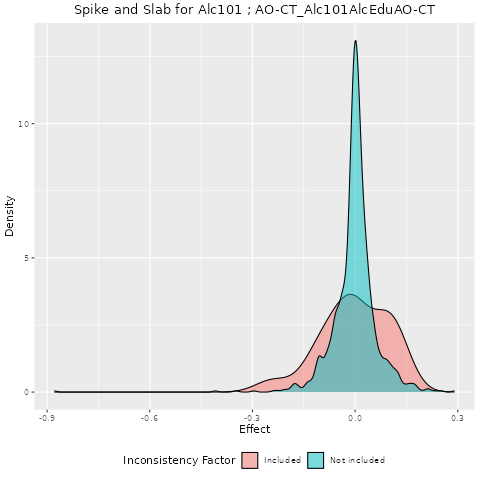 Spike and Slab for Alc101 ; AO-CT_Alc101AlcEduAO-CT
Density
10
5
0
-0.9 -0.6 -0.3 0.0 0.3
Effect
Inconsistency Factor Included Not included